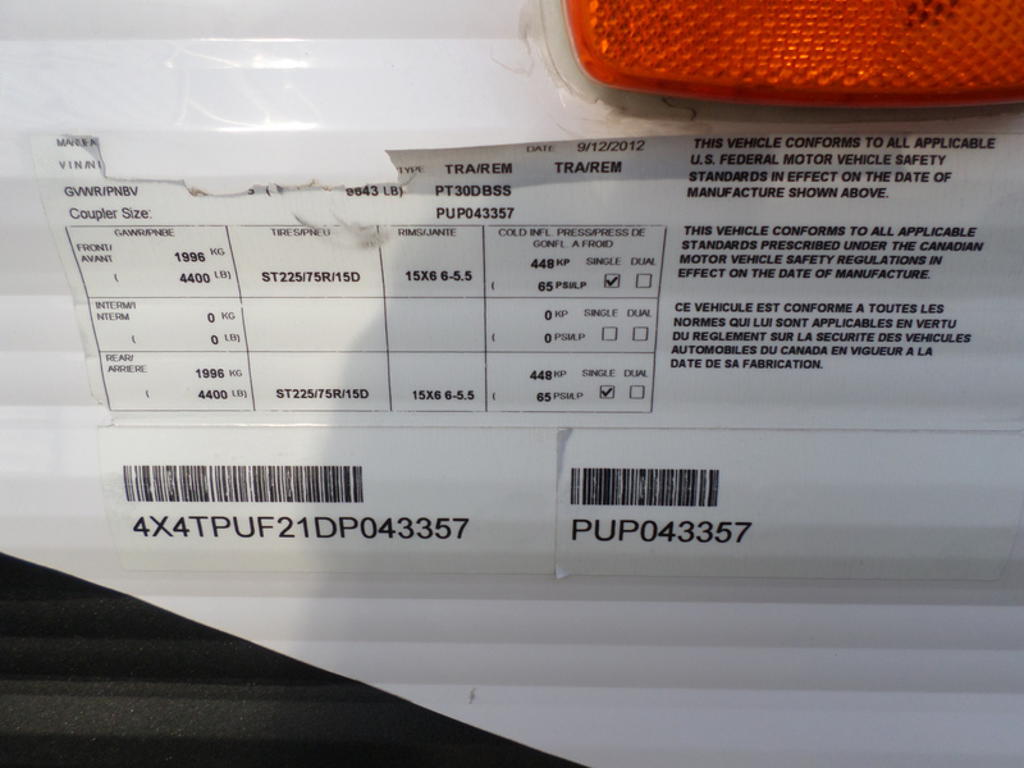 DATE 9/12/2012
TRA/REM TRA/REM
GVWR/PNBV 8643 LB) PT30DBSS
Coupler Size: PUP043357
GAWR/PNBE TIRES/PNEU RIMS/JANTE COLD INFL. PRESS/PRESS DE GONFL. A FROID
FRONT/
AVANT 1996 KG 448 KP SINGLE DUAL
( 4400 LB) ST225/75R/15D 15X6 6-5.5 ( 65 PSI/LP
INTERM/I
NTERM 0 KG 0 KP SINGLE DUAL
( 0 LB) ( 0 PSI/LP
REAR/
ARRIERE 1996 KG 448 KP SINGLE DUAL
( 4400 LB) ST225/75R/15D 15X6 6-5.5 ( 65 PSI/LP
THIS VEHICLE CONFORMS TO ALL APPLICABLE
U.S. FEDERAL MOTOR VEHICLE SAFETY
STANDARDS IN EFFECT ON THE DATE OF
MANUFACTURE SHOWN ABOVE.
THIS VEHICLE CONFORMS TO ALL APPLICABLE
STANDARDS PRESCRIBED UNDER THE CANADIAN
MOTOR VEHICLE SAFETY REGULATIONS IN
EFFECT ON THE DATE OF MANUFACTURE.
CE VEHICULE EST CONFORME A TOUTES LES
NORMES QUI LUI SONT APPLICABLES EN VERTU
DU REGLEMENT SUR LA SECURITE DES VEHICULES
AUTOMOBILES DU CANADA EN VIGUEUR A LA
DATE DE SA FABRICATION.
4X4TPUF21DP043357
PUP043357